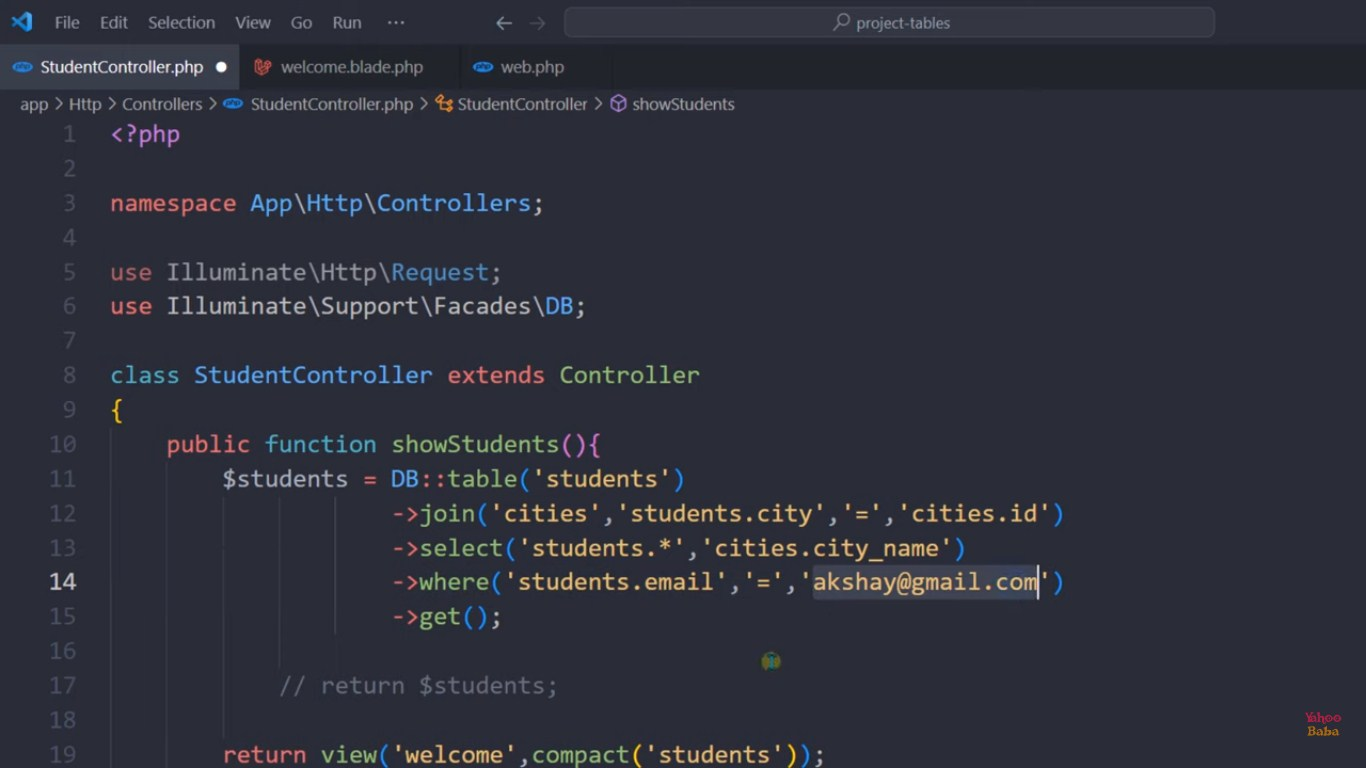 File Edit Selection View Go Run ··· ← → project-tables
StudentController.php ● welcome.blade.php web.php
app > Http > Controllers > StudentController.php > StudentController > showStudents
1 <?php
2
3 namespace App\Http\Controllers;
4
5 use Illuminate\Http\Request;
6 use Illuminate\Support\Facades\DB;
7
8 class StudentController extends Controller
9 {
10 public function showStudents(){
11 $students = DB::table('students')
12 ->join('cities','students.city','=','cities.id')
13 ->select('students.*','cities.city_name')
14 ->where('students.email','=','akshay@gmail.com')
15 ->get();
16
17 // return $students;
18
19 return view('welcome',compact('students'));
Yahoo
Baba